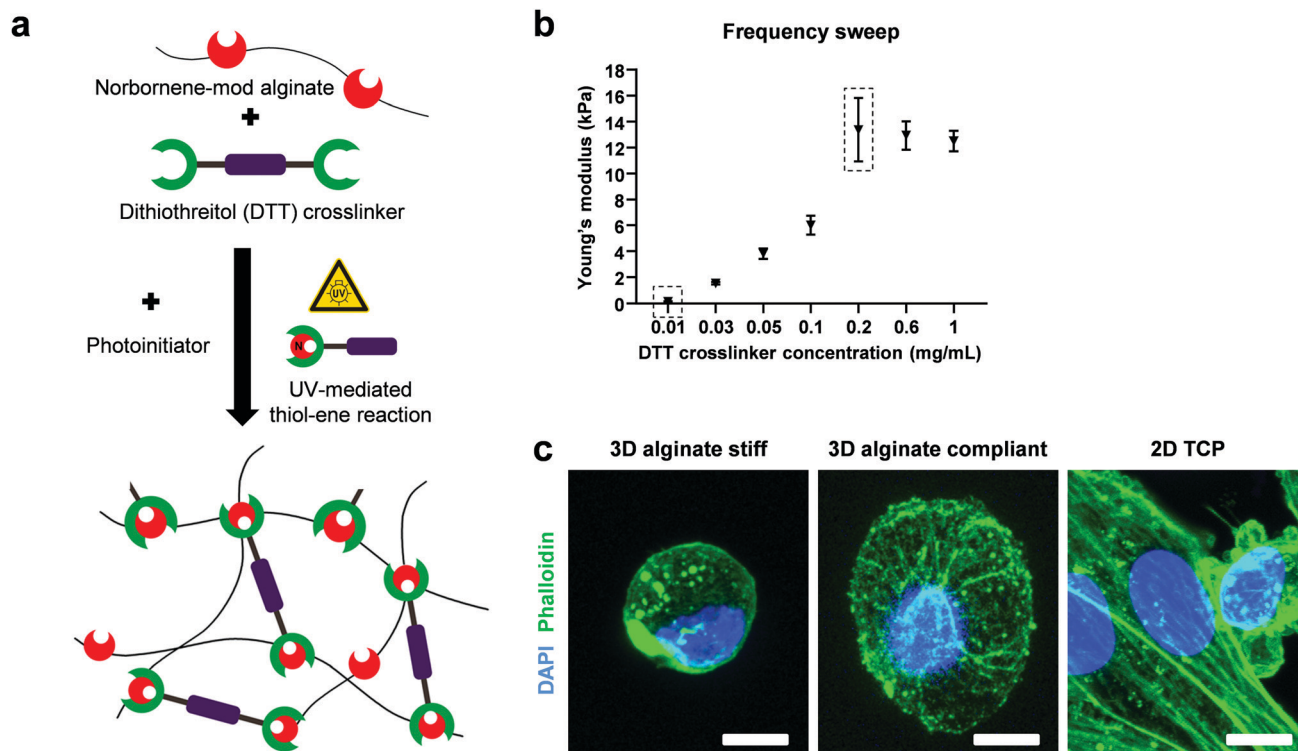 a
Norbornene-mod alginate
+
Dithiothreitol (DTT) crosslinker
+
Photoinitiator
UV
N
UV-mediated
thiol-ene reaction
b
Frequency sweep
Young's modulus (kPa)
18
16
14
12
10
8
6
4
2
0
0.01 0.03 0.05 0.1 0.2 0.6 1
DTT crosslinker concentration (mg/mL)
c
3D alginate stiff
3D alginate compliant
2D TCP
DAPI Phalloidin